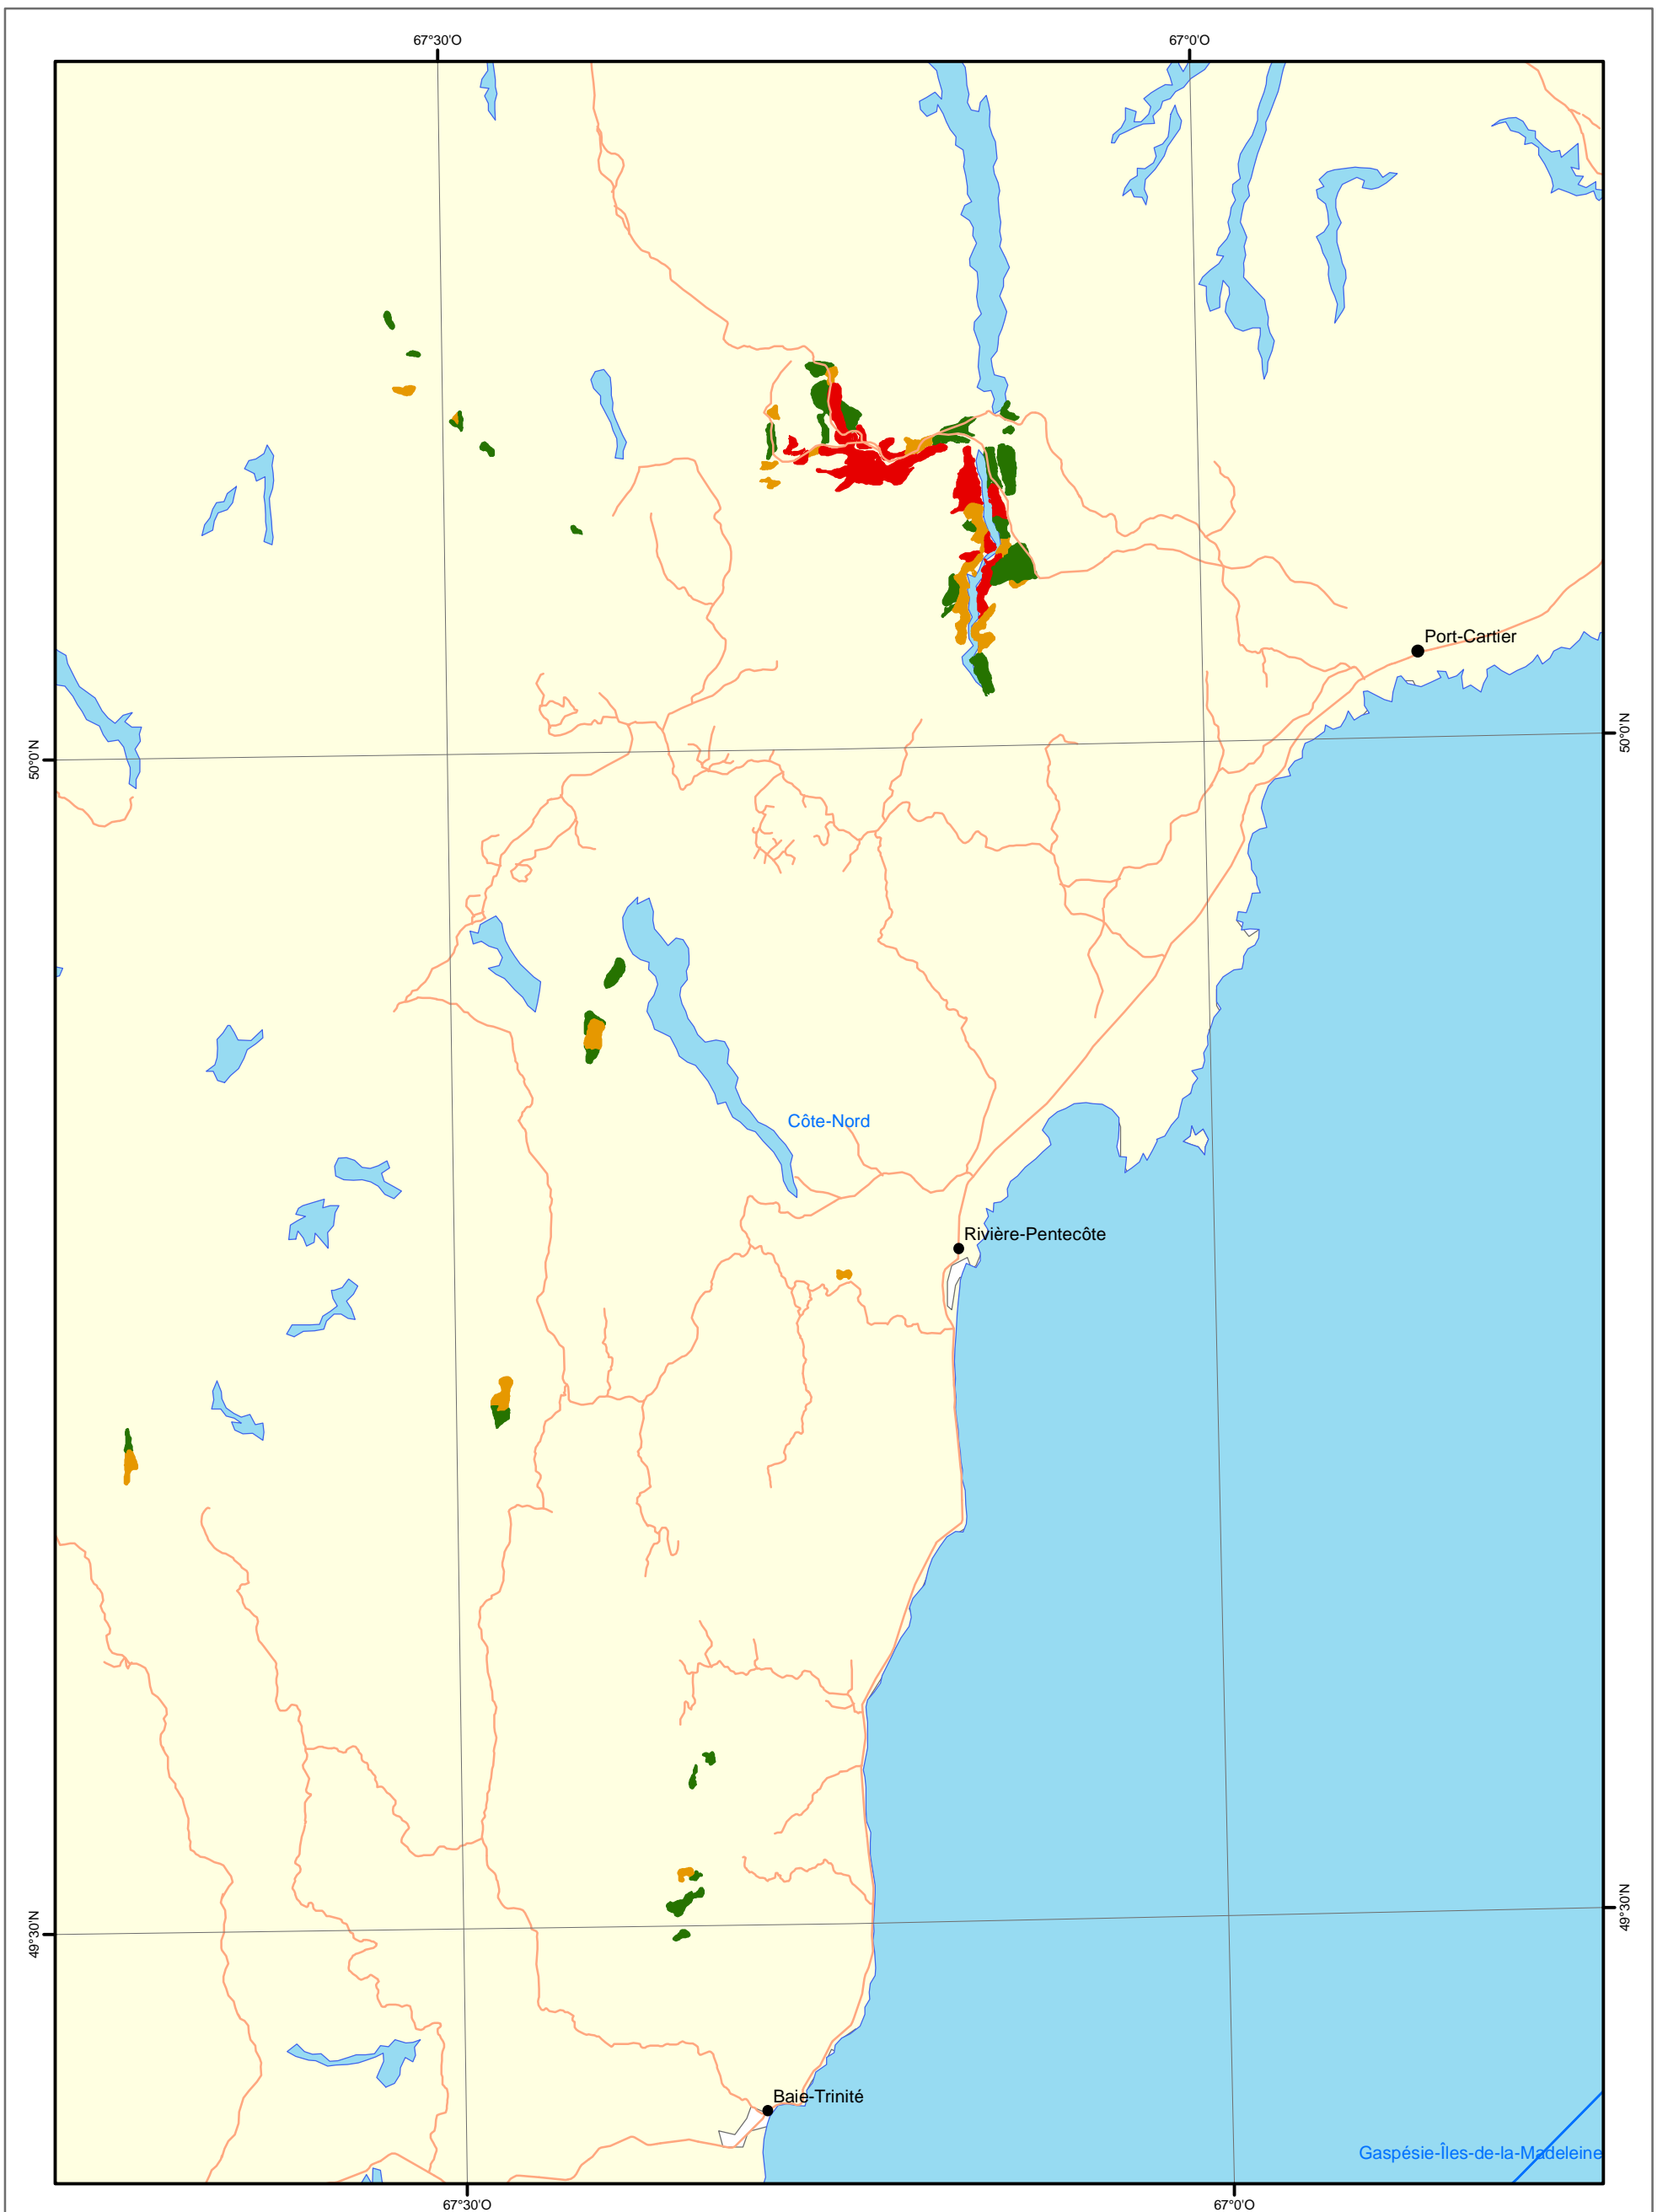 67°30'O
67°0'O
Port-Cartier
50°0'N
50°0'N
Côte-Nord
Rivière-Pentecôte
49°30'N
49°30'N
Baie-Trinité
Gaspésie-Îles-de-la-Madeleine
67°30'O
67°0'O